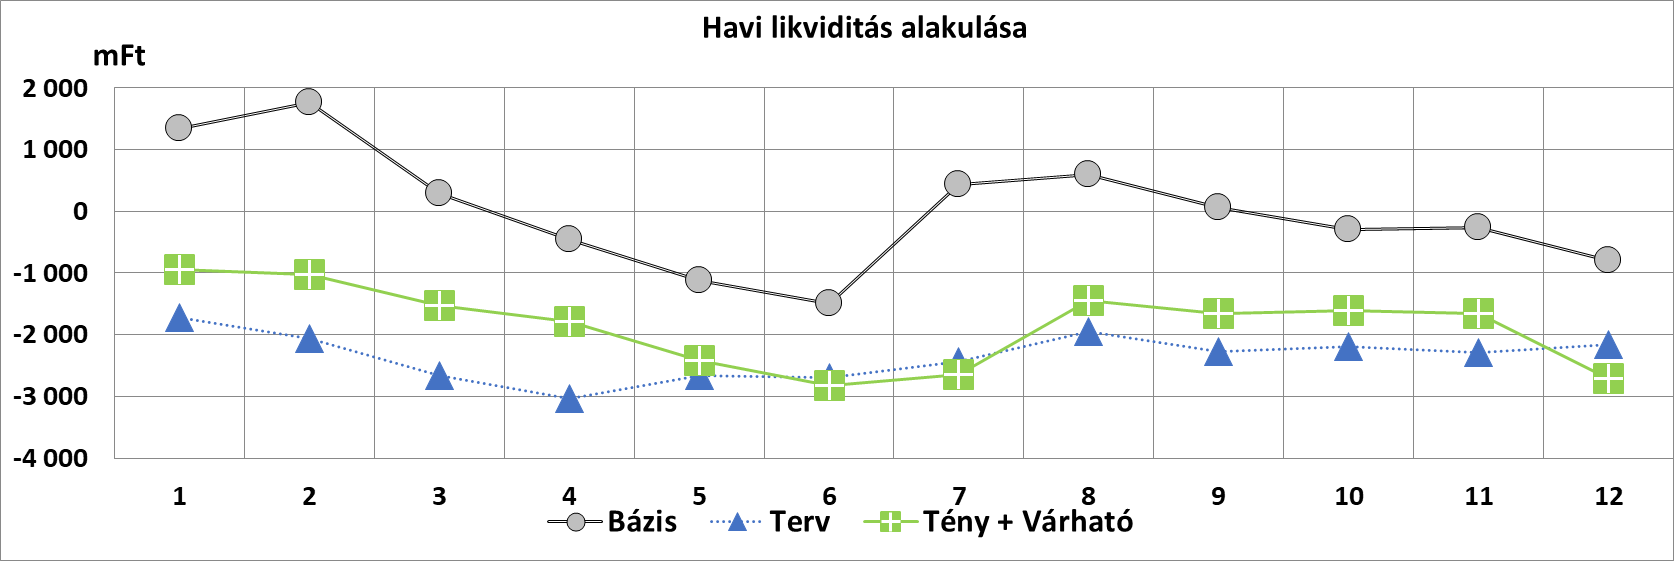 Havi likviditás alakulása
mFt
2 000
1 000
0
-1 000
-2 000
-3 000
-4 000
1 2 3 4 5 6 7 8 9 10 11 12
Bázis Terv Tény + Várható